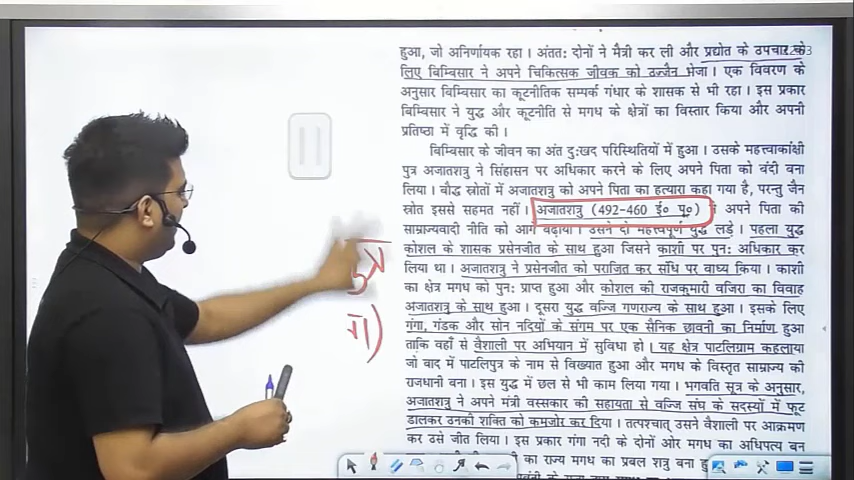 हुआ, जो अनिर्णायक रहा। अंततः दोनों ने मैत्री कर ली और प्रद्योत के उपचार के
लिए बिम्बिसार ने अपने चिकित्सक जीवक को उज्जैन भेजा। एक विवरण के
अनुसार बिम्बिसार का कूटनीतिक सम्पर्क गंधार के शासक से भी रहा। इस प्रकार
बिम्बिसार ने युद्ध और कूटनीति से मगध के क्षेत्रों का विस्तार किया और अपनी
प्रतिष्ठा में वृद्धि की।
बिम्बिसार के जीवन का अंत दुःखद परिस्थितियों में हुआ। उसके महत्त्वाकांक्षी
पुत्र अजातशत्रु ने सिंहासन पर अधिकार करने के लिए अपने पिता को बंदी बना
लिया। बौद्ध स्रोतों में अजातशत्रु को अपने पिता का हत्यारा कहा गया है, परन्तु जैन
स्रोत इससे सहमत नहीं। अजातशत्रु (492-460 ई० पू०) अपने पिता की
साम्राज्यवादी नीति को आगे बढ़ाया। उसने दो महत्त्वपूर्ण युद्ध लड़े। पहला युद्ध
कोशल के शासक प्रसेनजीत के साथ हुआ जिसने काशी पर पुनः अधिकार कर
लिया था। अजातशत्रु ने प्रसेनजीत को पराजित कर संधि पर वाध्य किया। काशी
का क्षेत्र मगध को पुनः प्राप्त हुआ और कोशल की राजकुमारी वजिरा का विवाह
अजातशत्रु के साथ हुआ। दूसरा युद्ध वज्जि गणराज्य के साथ हुआ। इसके लिए
गंगा, गंडक और सोन नदियों के संगम पर एक सैनिक छावनी का निर्माण हुआ
ताकि वहाँ से वैशाली पर अभियान में सुविधा हो। यह क्षेत्र पाटलिग्राम कहलाया
जो बाद में पाटलिपुत्र के नाम से विख्यात हुआ और मगध के विस्तृत साम्राज्य की
राजधानी बना। इस युद्ध में छल से भी काम लिया गया। भगवति सूत्र के अनुसार,
अजातशत्रु ने अपने मंत्री वस्सकार की सहायता से वज्जि संघ के सदस्यों में फूट
डालकर उनकी शक्ति को कमजोर कर दिया। तत्पश्चात् उसने वैशाली पर आक्रमण
कर उसे जीत लिया। इस प्रकार गंगा नदी के दोनों ओर मगध का अधिपत्य बन
का राज्य मगध का प्रबल शत्रु बना